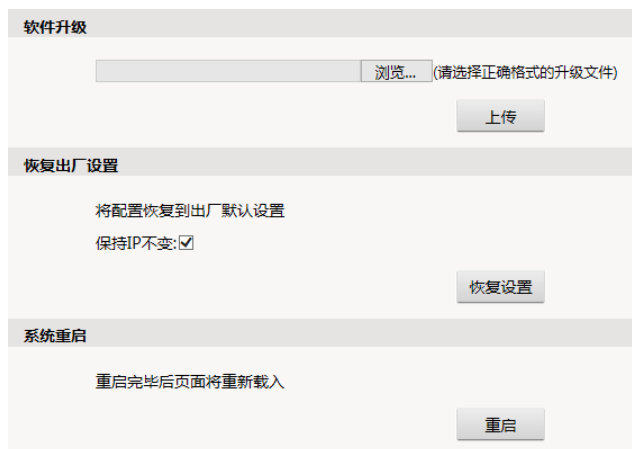 软件升级
浏览... (请选择正确格式的升级文件)
上传
恢复出厂设置
将配置恢复到出厂默认设置
保持IP不变:
恢复设置
系统重启
重启完毕后页面将重新载入
重启